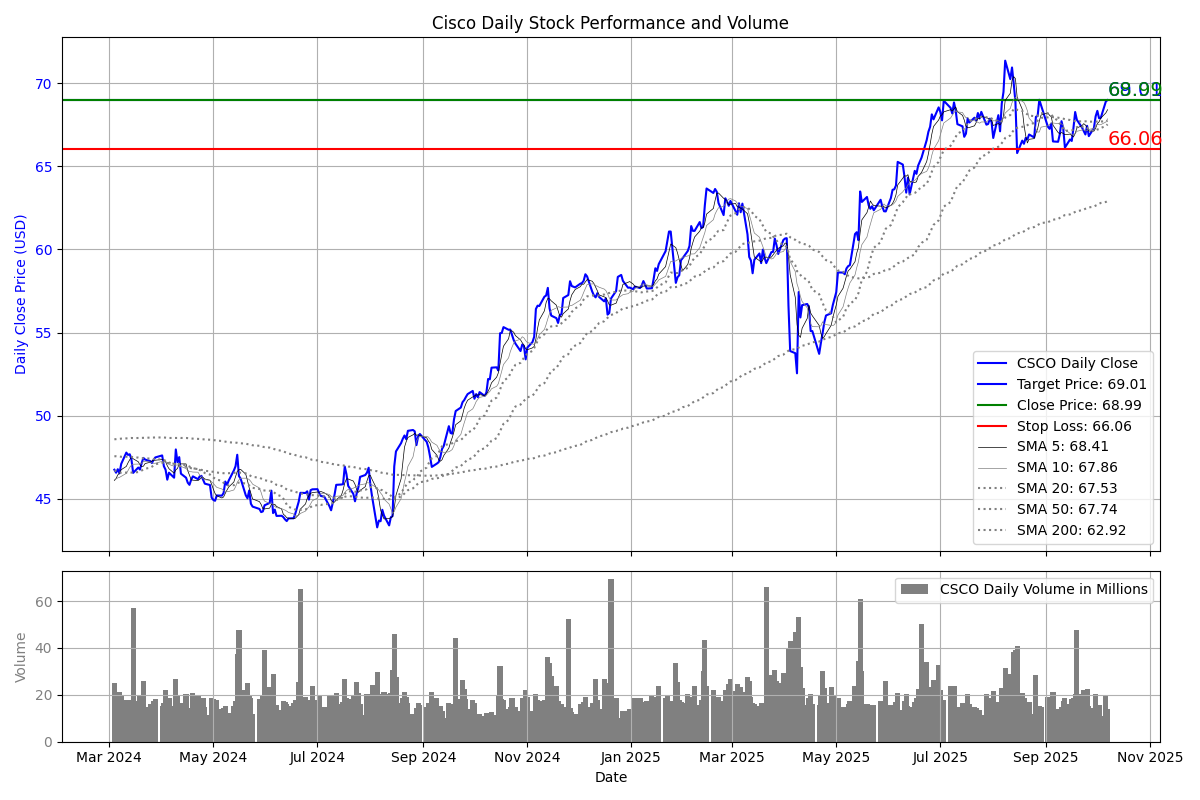 Cisco Daily Stock Performance and Volume
70
65
60
55
50
45
Daily Close Price (USD)
66.06
CSCO Daily Close
Target Price: 69.01
Close Price: 68.99
Stop Loss: 66.06
SMA 5: 68.41
SMA 10: 67.86
SMA 20: 67.53
SMA 50: 67.74
SMA 200: 62.92
60
40
20
0
Volume
CSCO Daily Volume in Millions
Mar 2024 May 2024 Jul 2024 Sep 2024 Nov 2024 Jan 2025 Mar 2025 May 2025 Jul 2025 Sep 2025 Nov 2025
Date